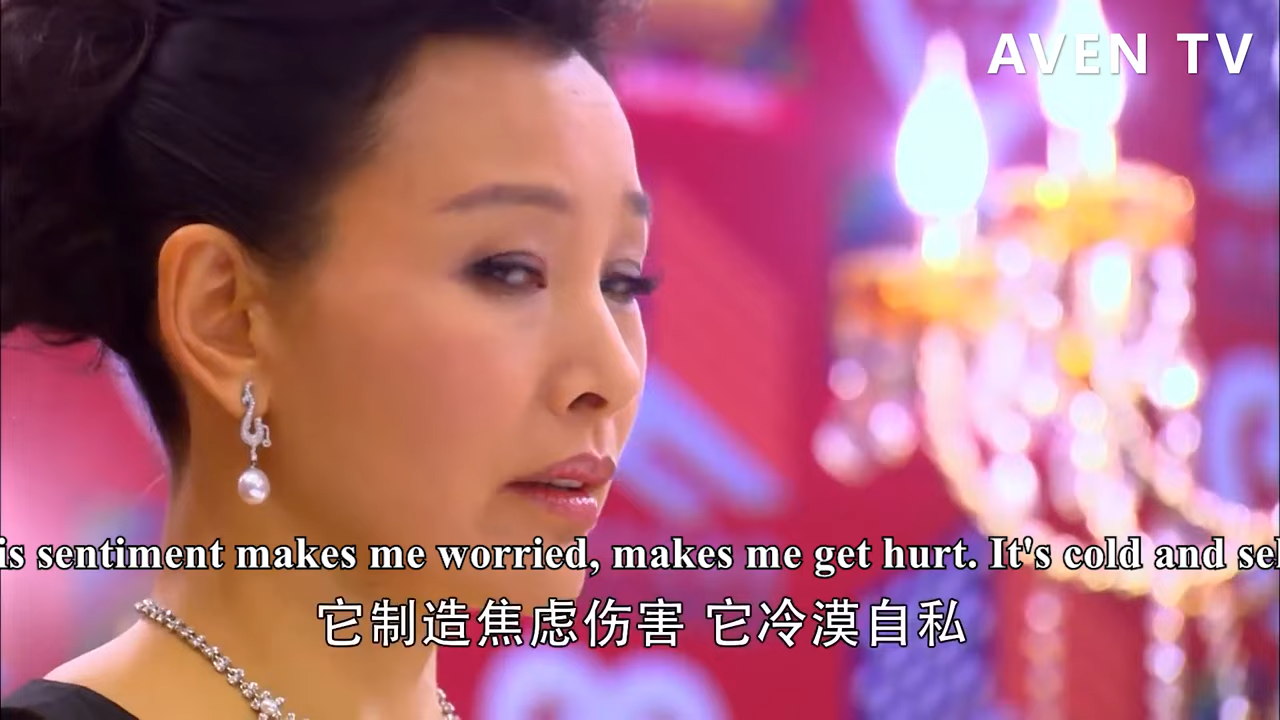 AVEN TV
is sentiment makes me worried, makes me get hurt. It's cold and sel
它制造焦虑伤害 它冷漠自私